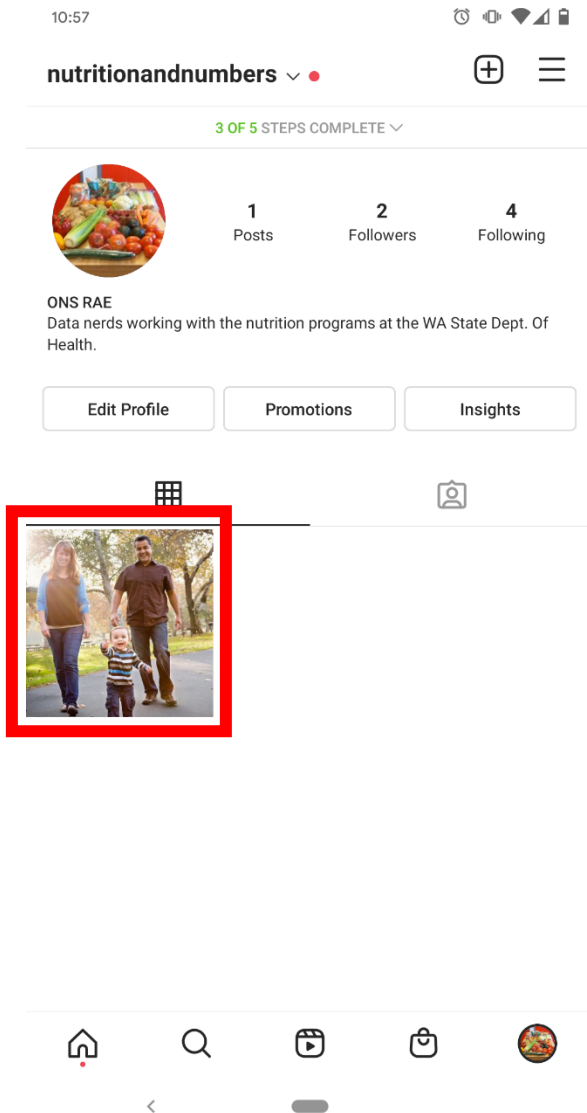 10:57
nutritionandnumbers
3 OF 5 STEPS COMPLETE
1
Posts
2
Followers
4
Following
ONS RAE
Data nerds working with the nutrition programs at the WA State Dept. Of
Health.
Edit Profile
Promotions
Insights